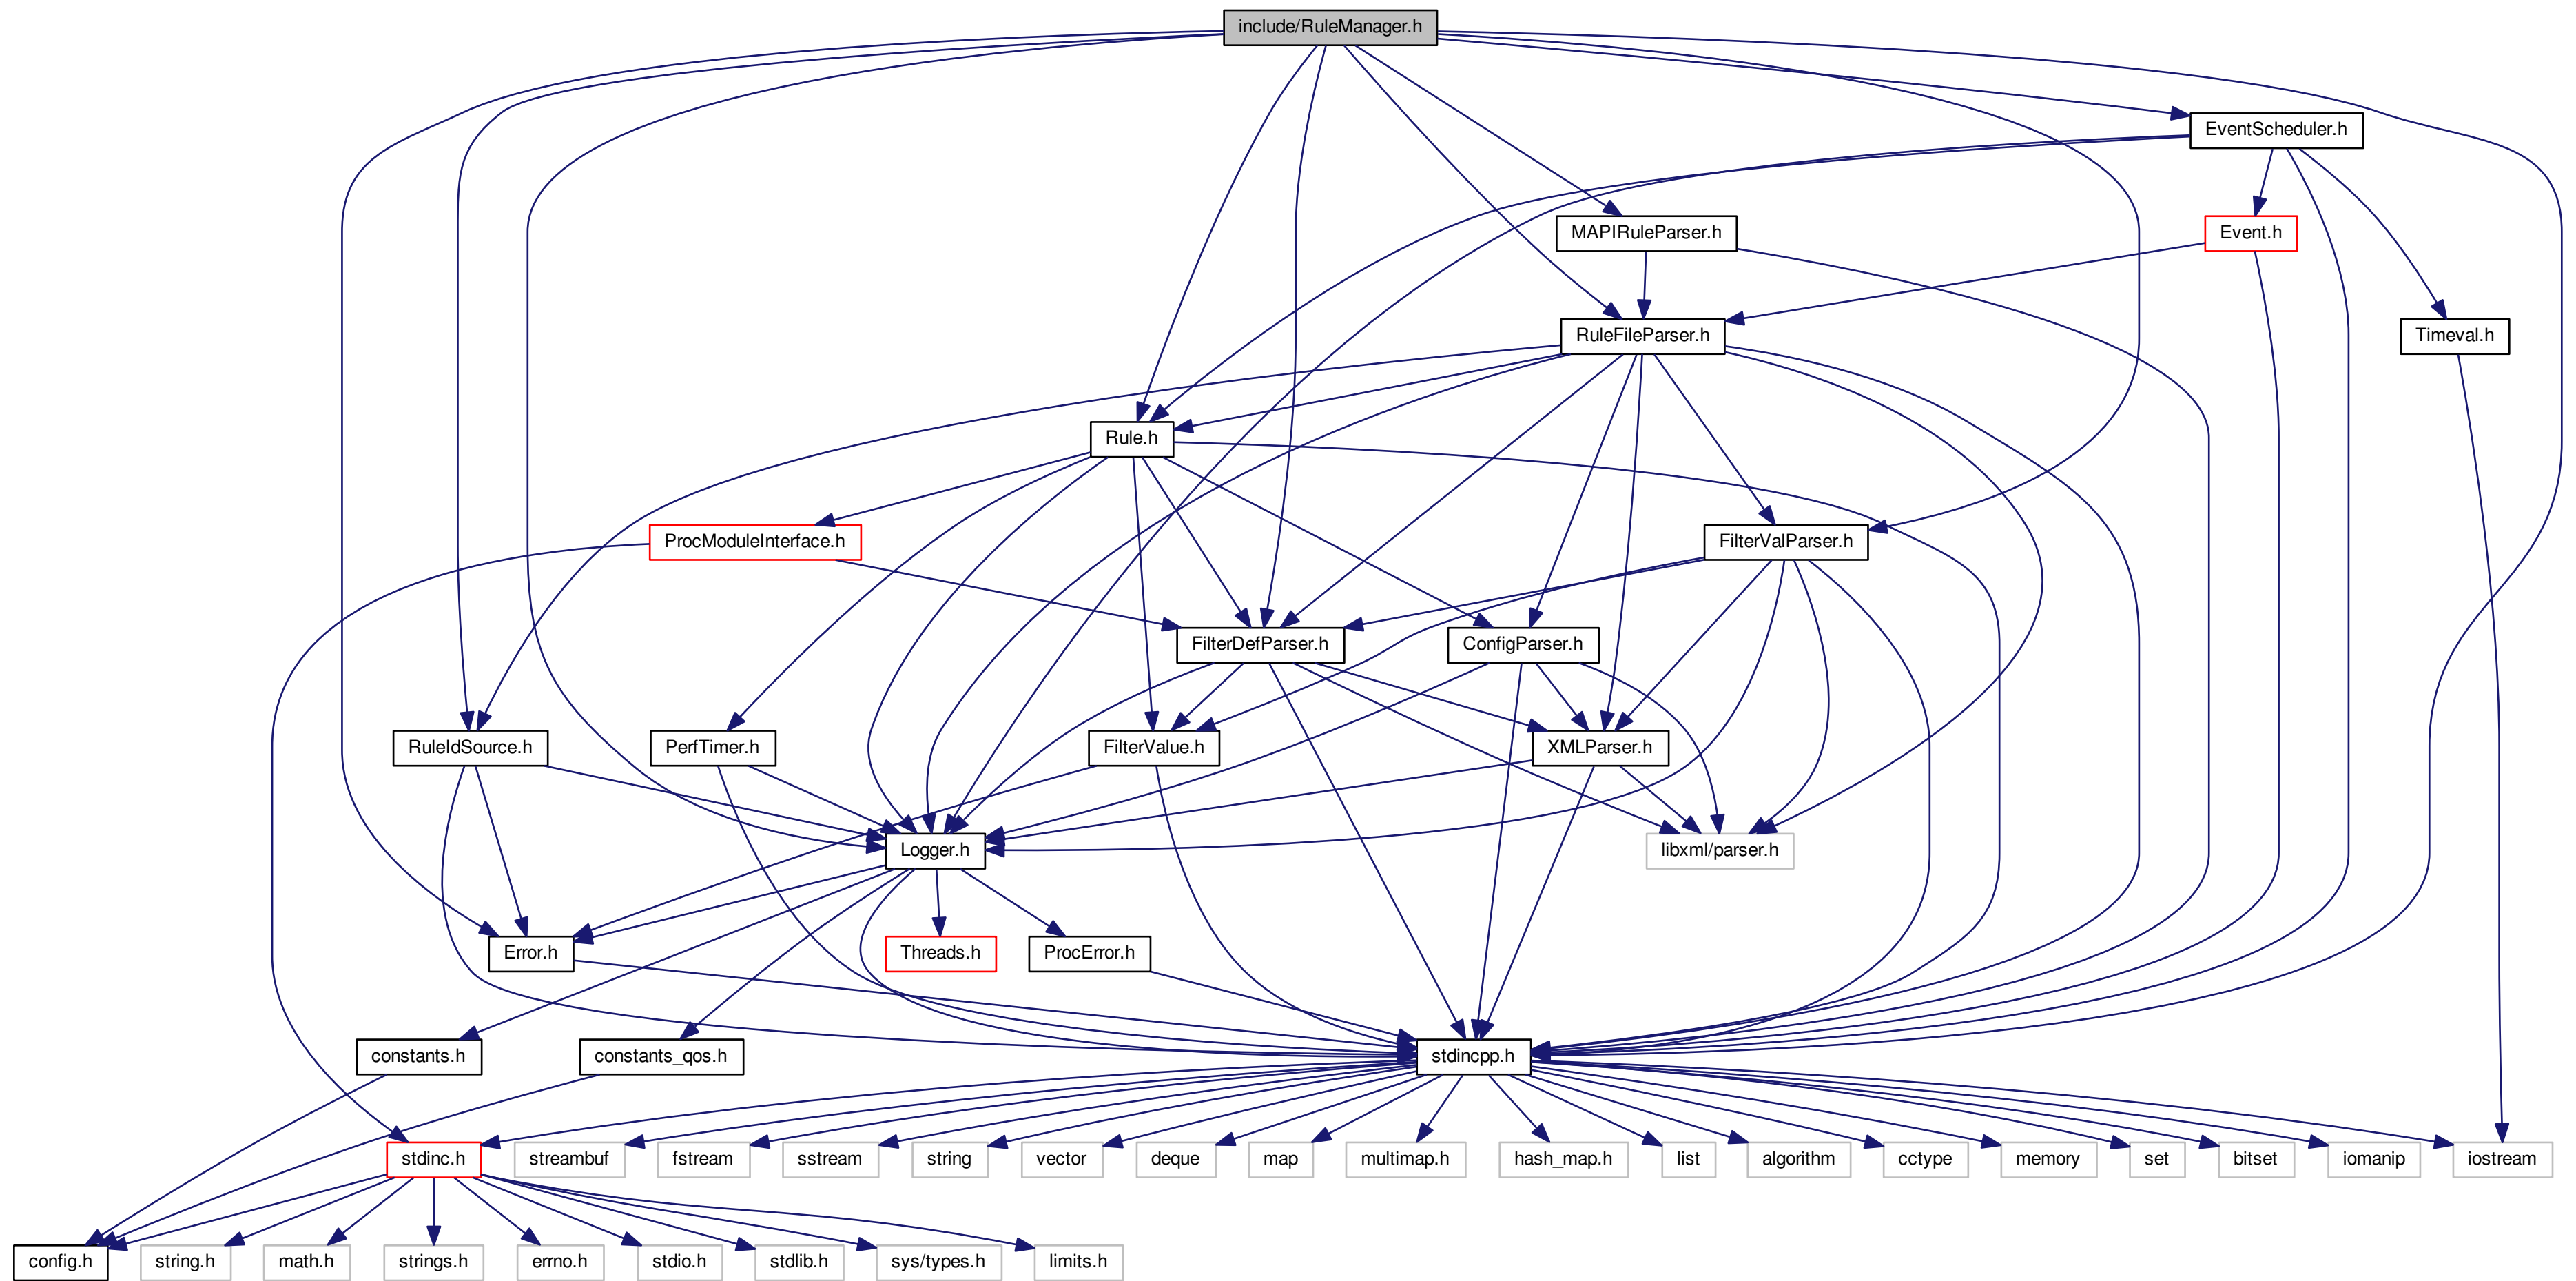 include/RuleManager.h
EventScheduler.h
MAPIRuleParser.h
Event.h
RuleFileParser.h
Timeval.h
Rule.h
ProcModuleInterface.h
FilterValParser.h
FilterDefParser.h
ConfigParser.h
RuleIdSource.h
PerfTimer.h
FilterValue.h
XMLParser.h
Logger.h
libxml/parser.h
Error.h
Threads.h
ProcError.h
constants.h
constants_qos.h
stdincpp.h
stdinc.h
streambuf
fstream
sstream
string
vector
deque
map
multimap.h
hash_map.h
list
algorithm
cctype
memory
set
bitset
iomanip
iostream
config.h
string.h
math.h
strings.h
errno.h
stdio.h
stdlib.h
sys/types.h
limits.h